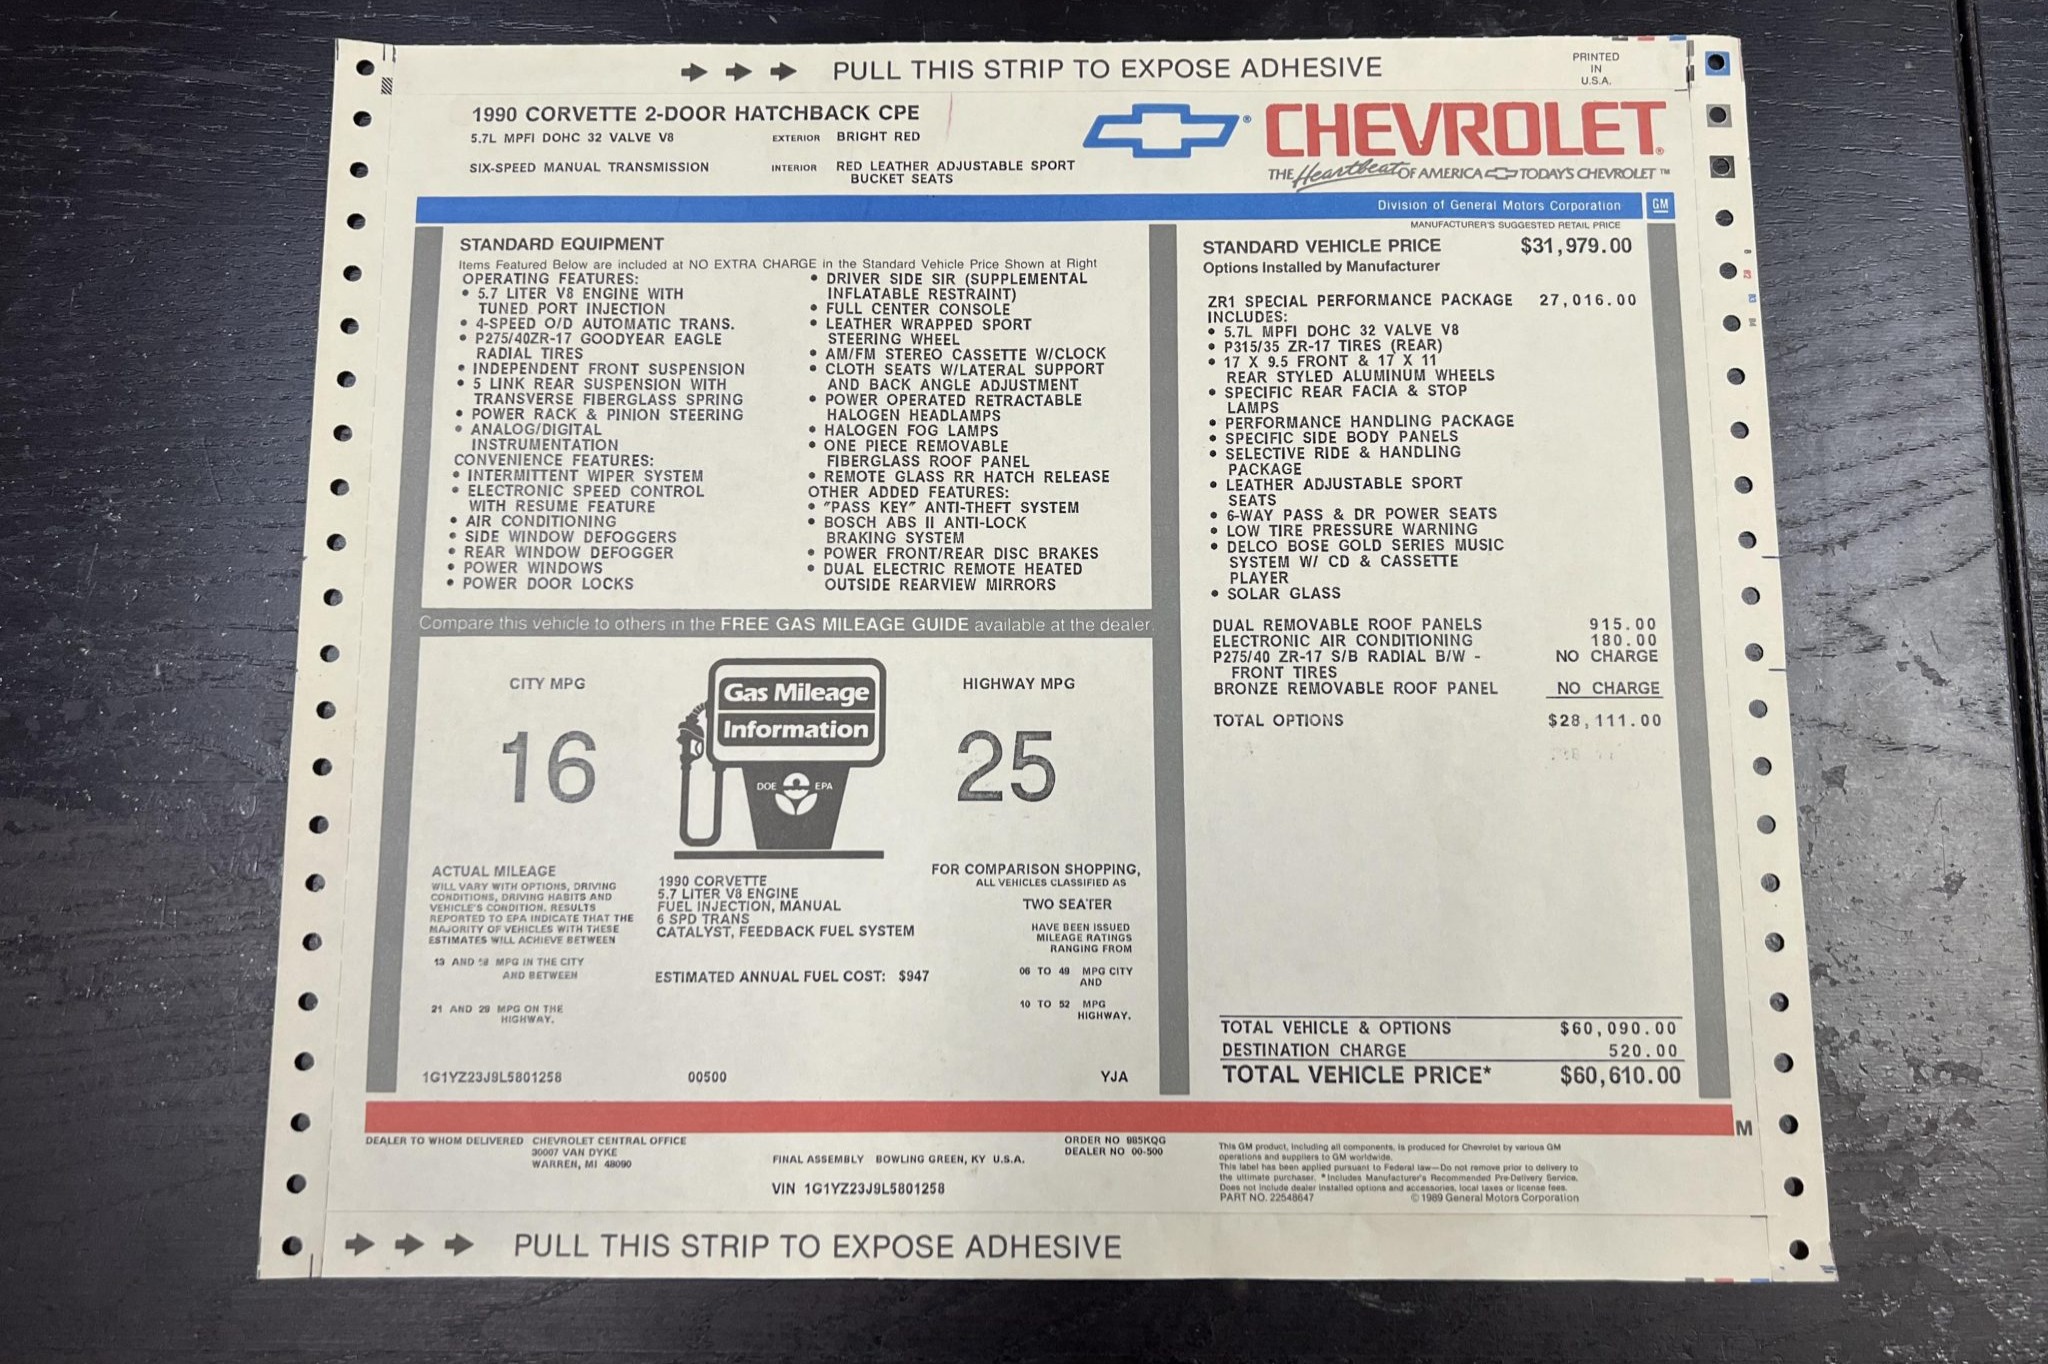 PULL THIS STRIP TO EXPOSE ADHESIVE
PRINTED
IN
U.S.A.
1990 CORVETTE 2-DOOR HATCHBACK CPE
5.7L MPFI DOHC 32 VALVE V8
EXTERIOR BRIGHT RED
SIX-SPEED MANUAL TRANSMISSION
INTERIOR RED LEATHER ADJUSTABLE SPORT
BUCKET SEATS
CHEVROLET
THE Heartbeat OF AMERICA TODAY'S CHEVROLET ™
Division of General Motors Corporation
GM
STANDARD EQUIPMENT
Items Featured Below are included at NO EXTRA CHARGE in the Standard Vehicle Price Shown at Right
OPERATING FEATURES:
• 5.7 LITER V8 ENGINE WITH
TUNED PORT INJECTION
• 4-SPEED O/D AUTOMATIC TRANS.
• P275/40ZR-17 GOODYEAR EAGLE
RADIAL TIRES
• INDEPENDENT FRONT SUSPENSION
• 5 LINK REAR SUSPENSION WITH
TRANSVERSE FIBERGLASS SPRING
• POWER RACK & PINION STEERING
• ANALOG/DIGITAL
INSTRUMENTATION
CONVENIENCE FEATURES:
• INTERMITTENT WIPER SYSTEM
• ELECTRONIC SPEED CONTROL
WITH RESUME FEATURE
• AIR CONDITIONING
• SIDE WINDOW DEFOGGERS
• REAR WINDOW DEFOGGER
• POWER WINDOWS
• POWER DOOR LOCKS
• DRIVER SIDE SIR (SUPPLEMENTAL
INFLATABLE RESTRAINT)
• FULL CENTER CONSOLE
• LEATHER WRAPPED SPORT
STEERING WHEEL
• AM/FM STEREO CASSETTE W/CLOCK
• CLOTH SEATS W/LATERAL SUPPORT
AND BACK ANGLE ADJUSTMENT
• POWER OPERATED RETRACTABLE
HALOGEN HEADLAMPS
• HALOGEN FOG LAMPS
• ONE PIECE REMOVABLE
FIBERGLASS ROOF PANEL
• REMOTE GLASS RR HATCH RELEASE
OTHER ADDED FEATURES:
• "PASS KEY" ANTI-THEFT SYSTEM
• BOSCH ABS II ANTI-LOCK
BRAKING SYSTEM
• POWER FRONT/REAR DISC BRAKES
• DUAL ELECTRIC REMOTE HEATED
OUTSIDE REARVIEW MIRRORS
Compare this vehicle to others in the FREE GAS MILEAGE GUIDE available at the dealer.
CITY MPG
16
Gas Mileage
Information
DOE EPA
HIGHWAY MPG
25
ACTUAL MILEAGE
WILL VARY WITH OPTIONS, DRIVING
CONDITIONS, DRIVING HABITS AND
VEHICLE'S CONDITION. RESULTS
REPORTED TO EPA INDICATE THAT THE
MAJORITY OF VEHICLES WITH THESE
ESTIMATES WILL ACHIEVE BETWEEN
13 AND MPG IN THE CITY
AND BETWEEN
21 AND 29 MPG ON THE
HIGHWAY.
1990 CORVETTE
5.7 LITER V8 ENGINE
FUEL INJECTION, MANUAL
6 SPD TRANS
CATALYST, FEEDBACK FUEL SYSTEM
ESTIMATED ANNUAL FUEL COST: $947
FOR COMPARISON SHOPPING,
ALL VEHICLES CLASSIFIED AS
TWO SEATER
HAVE BEEN ISSUED
MILEAGE RATINGS
RANGING FROM
06 TO 49 MPG CITY
AND
10 TO 52 MPG
HIGHWAY.
1G1YZ23J9L5801258 00500 YJA
MANUFACTURER'S SUGGESTED RETAIL PRICE
STANDARD VEHICLE PRICE $31,979.00
Options Installed by Manufacturer
ZR1 SPECIAL PERFORMANCE PACKAGE 27,016.00
INCLUDES:
• 5.7L MPFI DOHC 32 VALVE V8
• P315/35 ZR-17 TIRES (REAR)
• 17 X 9.5 FRONT & 17 X 11
REAR STYLED ALUMINUM WHEELS
• SPECIFIC REAR FACIA & STOP
LAMPS
• PERFORMANCE HANDLING PACKAGE
• SPECIFIC SIDE BODY PANELS
• SELECTIVE RIDE & HANDLING
PACKAGE
• LEATHER ADJUSTABLE SPORT
SEATS
• 6-WAY PASS & DR POWER SEATS
• LOW TIRE PRESSURE WARNING
• DELCO BOSE GOLD SERIES MUSIC
SYSTEM W/ CD & CASSETTE
PLAYER
• SOLAR GLASS
DUAL REMOVABLE ROOF PANELS 915.00
ELECTRONIC AIR CONDITIONING 180.00
P275/40 ZR-17 S/B RADIAL B/W - NO CHARGE
FRONT TIRES
BRONZE REMOVABLE ROOF PANEL NO CHARGE
TOTAL OPTIONS $28,111.00
TOTAL VEHICLE & OPTIONS $60,090.00
DESTINATION CHARGE 520.00
TOTAL VEHICLE PRICE* $60,610.00
M
DEALER TO WHOM DELIVERED CHEVROLET CENTRAL OFFICE
30007 VAN DYKE
WARREN, MI 48090
FINAL ASSEMBLY BOWLING GREEN, KY U.S.A.
VIN 1G1YZ23J9L5801258
ORDER NO 985KQG
DEALER NO 00-500
This GM product, including all components, is produced for Chevrolet by various GM
operations and suppliers to GM worldwide.
This label has been applied pursuant to Federal law—Do not remove prior to delivery to
the ultimate purchaser. *Includes Manufacturer's Recommended Pre-Delivery Service.
Does not include dealer installed options and accessories, local taxes or license fees.
PART NO. 22548647 © 1989 General Motors Corporation
PULL THIS STRIP TO EXPOSE ADHESIVE